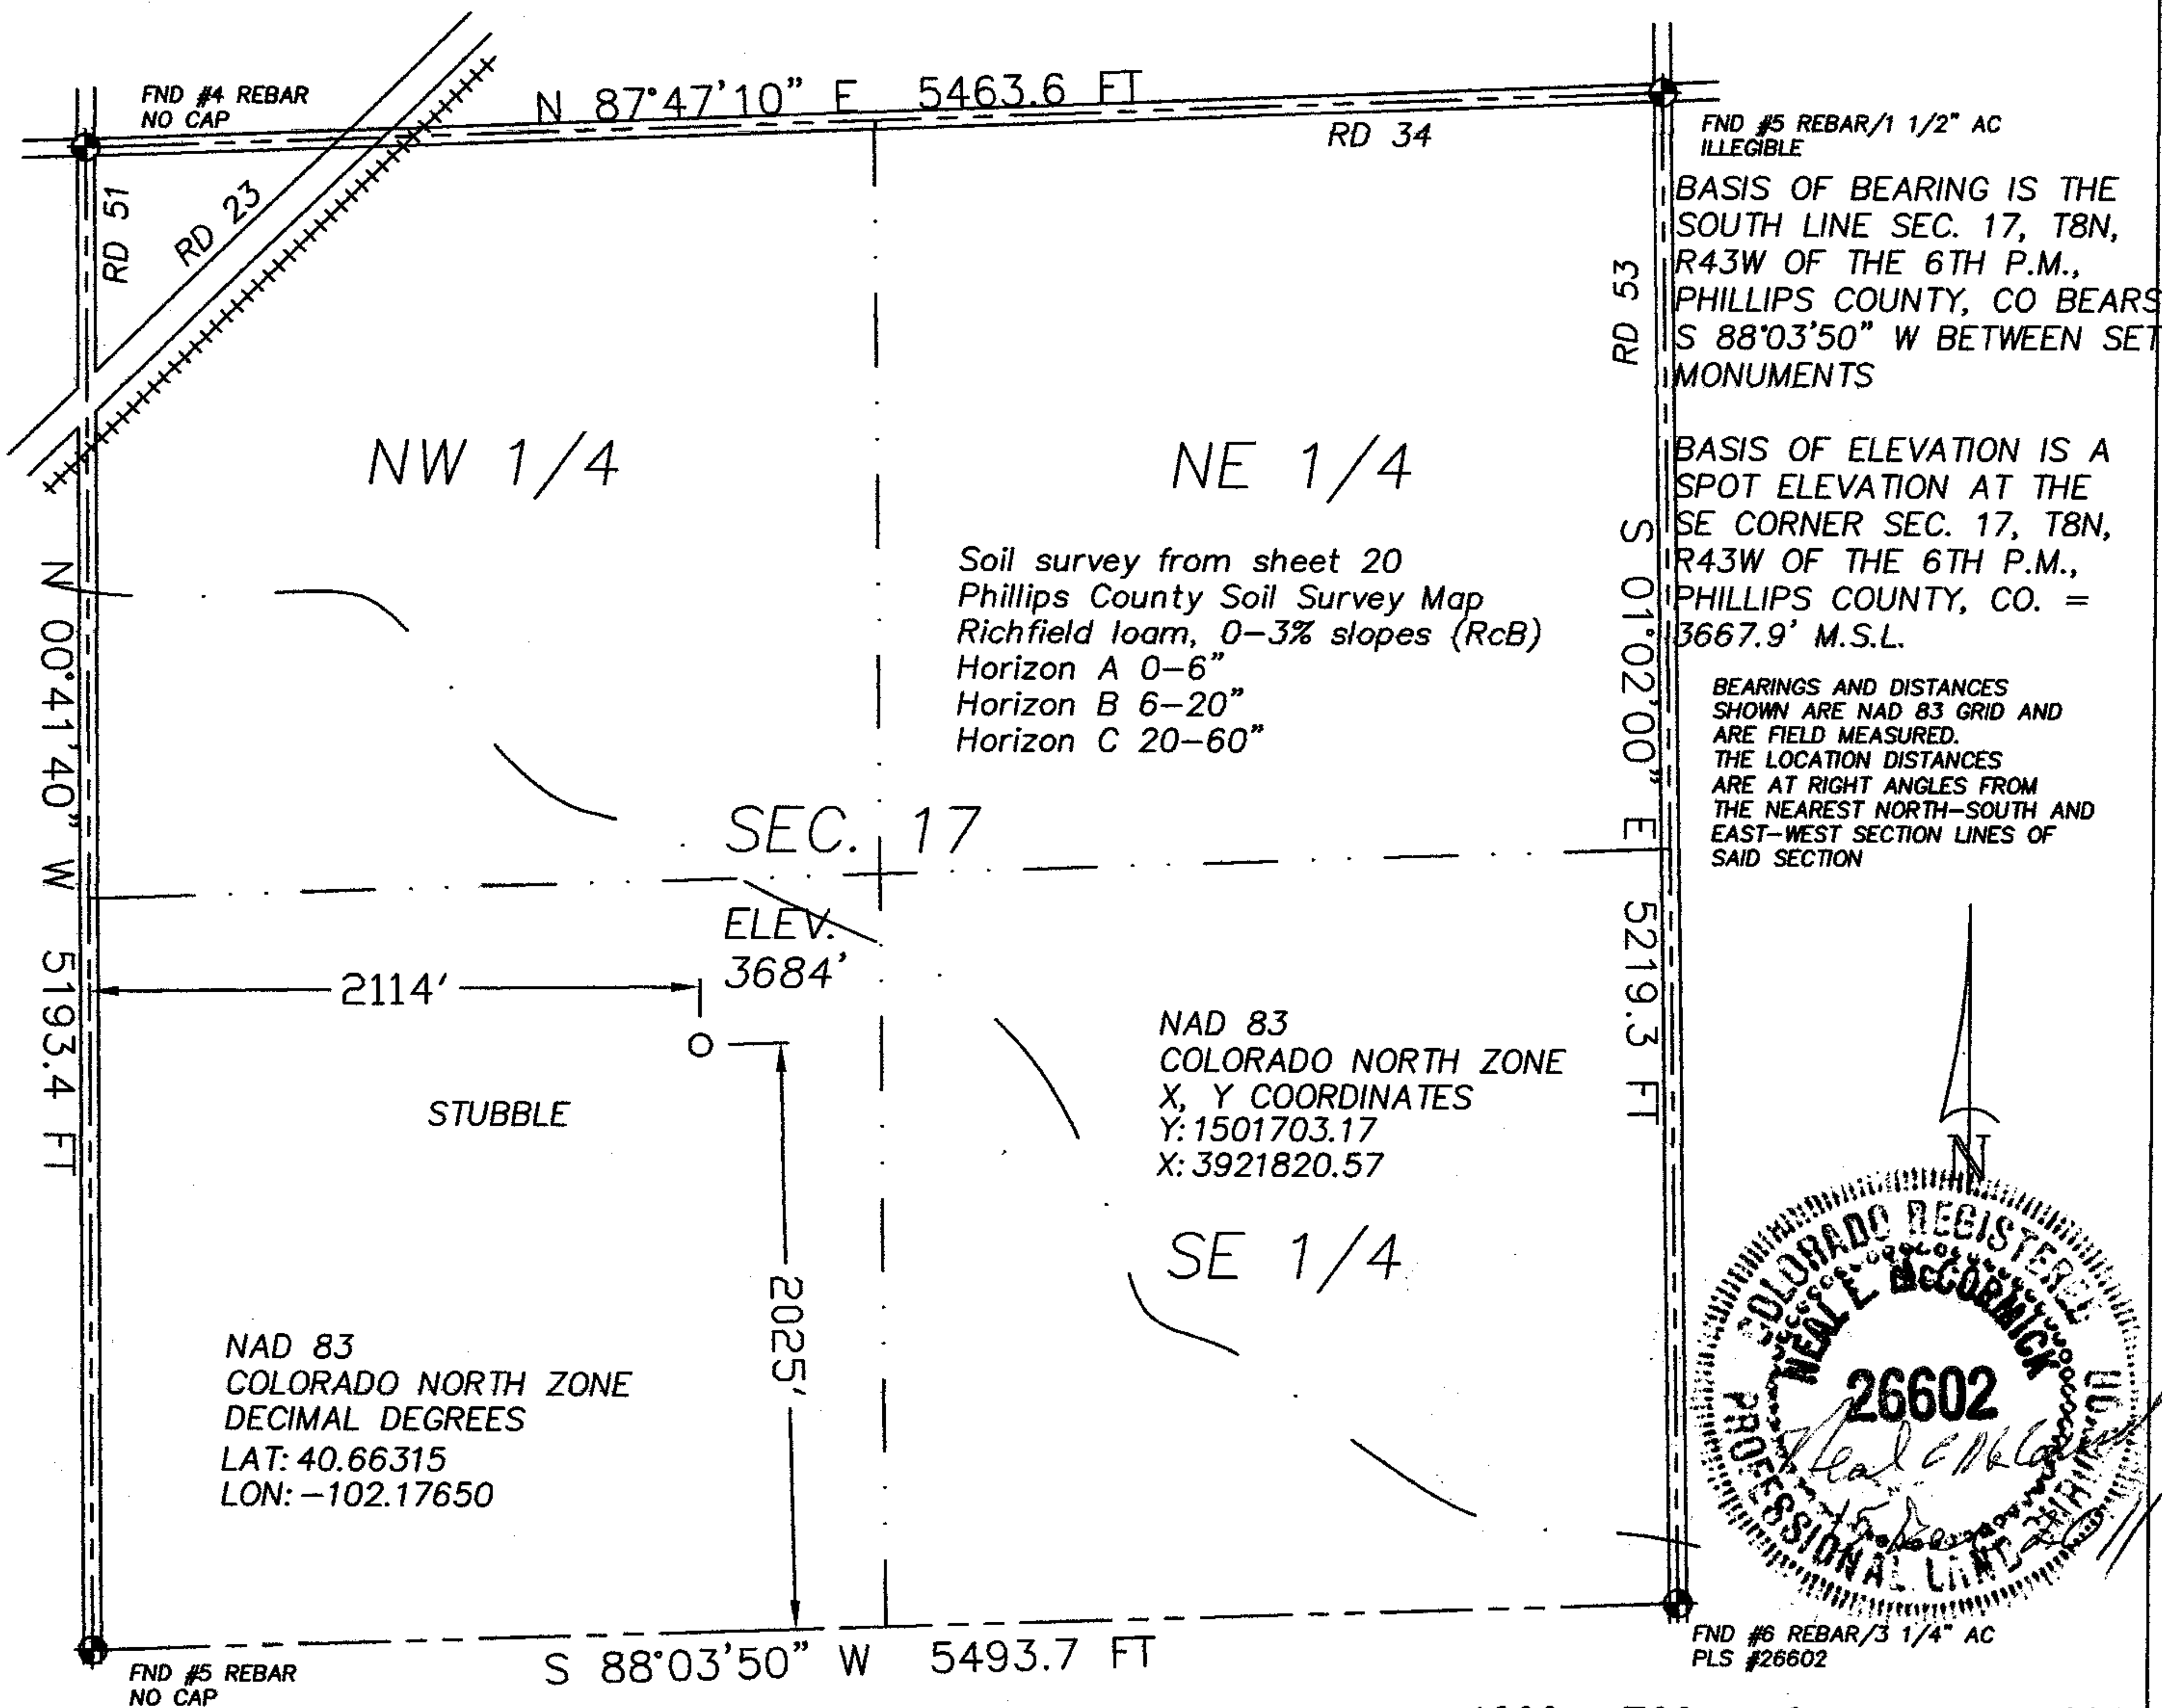 FND #4 REBAR
NO CAP
N 87°47'10" E 5463.6 FT
RD 34
FND #5 REBAR/1 1/2" AC
ILLEGIBLE
RD 51
RD 23
RD 53
BASIS OF BEARING IS THE
SOUTH LINE SEC. 17, T8N,
R43W OF THE 6TH P.M.,
PHILLIPS COUNTY, CO BEARS
S 88°03'50" W BETWEEN SET
MONUMENTS
BASIS OF ELEVATION IS A
SPOT ELEVATION AT THE
SE CORNER SEC. 17, T8N,
R43W OF THE 6TH P.M.,
PHILLIPS COUNTY, CO. =
3667.9' M.S.L.
NW 1/4
NE 1/4
Soil survey from sheet 20
Phillips County Soil Survey Map
Richfield loam, 0-3% slopes (RcB)
Horizon A 0-6"
Horizon B 6-20"
Horizon C 20-60"
N 00°41'40" W 5193.4 FT
S 01°02'00" E 5219.3 FT
BEARINGS AND DISTANCES
SHOWN ARE NAD 83 GRID AND
ARE FIELD MEASURED.
THE LOCATION DISTANCES
ARE AT RIGHT ANGLES FROM
THE NEAREST NORTH-SOUTH AND
EAST-WEST SECTION LINES OF
SAID SECTION
SEC. 17
ELEV.
3684'
2114'
STUBBLE
2025'
NAD 83
COLORADO NORTH ZONE
X, Y COORDINATES
Y: 1501703.17
X: 3921820.57
N
SE 1/4
NAD 83
COLORADO NORTH ZONE
DECIMAL DEGREES
LAT: 40.66315
LON: -102.17650
COLORADO REGISTERED
NEAL E McCORMICK
26602
PROFESSIONAL LAND
S 88°03'50" W 5493.7 FT
FND #5 REBAR
NO CAP
FND #6 REBAR/3 1/4" AC
PLS #26602